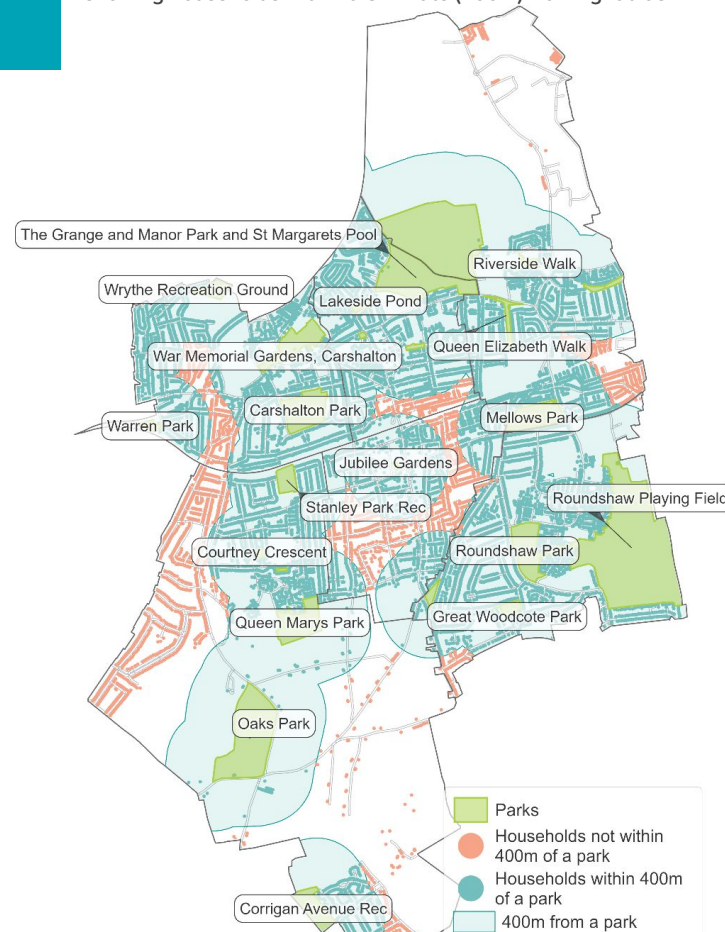 The Grange and Manor Park and St Margarets Pool
Riverside Walk
Wrythe Recreation Ground
Lakeside Pond
War Memorial Gardens, Carshalton
Queen Elizabeth Walk
Carshalton Park
Mellows Park
Warren Park
Jubilee Gardens
Roundshaw Playing Field
Stanley Park Rec
Courtney Crescent
Roundshaw Park
Queen Marys Park
Great Woodcote Park
Oaks Park
Parks
Households not within
400m of a park
Households within 400m
of a park
400m from a park
Corrigan Avenue Rec